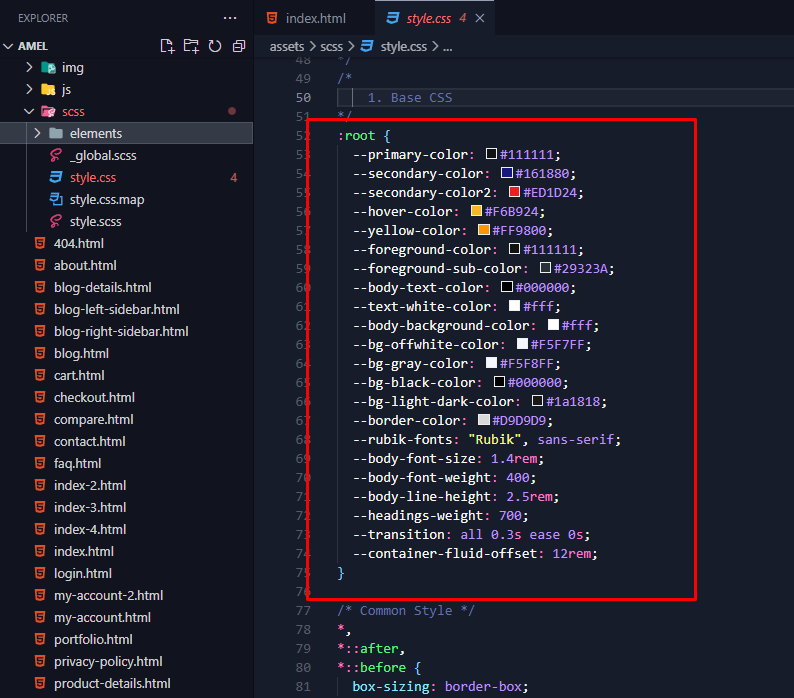 EXPLORER
AMEL
img
js
scss
elements
_global.scss
style.css 4
style.css.map
style.scss
404.html
about.html
blog-details.html
blog-left-sidebar.html
blog-right-sidebar.html
blog.html
cart.html
checkout.html
compare.html
contact.html
faq.html
index-2.html
index-3.html
index-4.html
index.html
login.html
my-account-2.html
my-account.html
portfolio.html
privacy-policy.html
product-details.html
index.html style.css 4
assets > scss > style.css > ...
48 */
49 /*
50 1. Base CSS
51 */
52 :root {
53 --primary-color: #111111;
54 --secondary-color: #161880;
55 --secondary-color2: #ED1D24;
56 --hover-color: #F6B924;
57 --yellow-color: #FF9800;
58 --foreground-color: #111111;
59 --foreground-sub-color: #29323A;
60 --body-text-color: #000000;
61 --text-white-color: #fff;
62 --body-background-color: #fff;
63 --bg-offwhite-color: #F5F7FF;
64 --bg-gray-color: #F5F8FF;
65 --bg-black-color: #000000;
66 --bg-light-dark-color: #1a1818;
67 --border-color: #D9D9D9;
68 --rubik-fonts: "Rubik", sans-serif;
69 --body-font-size: 1.4rem;
70 --body-font-weight: 400;
71 --body-line-height: 2.5rem;
72 --headings-weight: 700;
73 --transition: all 0.3s ease 0s;
74 --container-fluid-offset: 12rem;
75 }
76
77 /* Common Style */
78 *,
79 *::after,
80 *::before {
81 box-sizing: border-box;